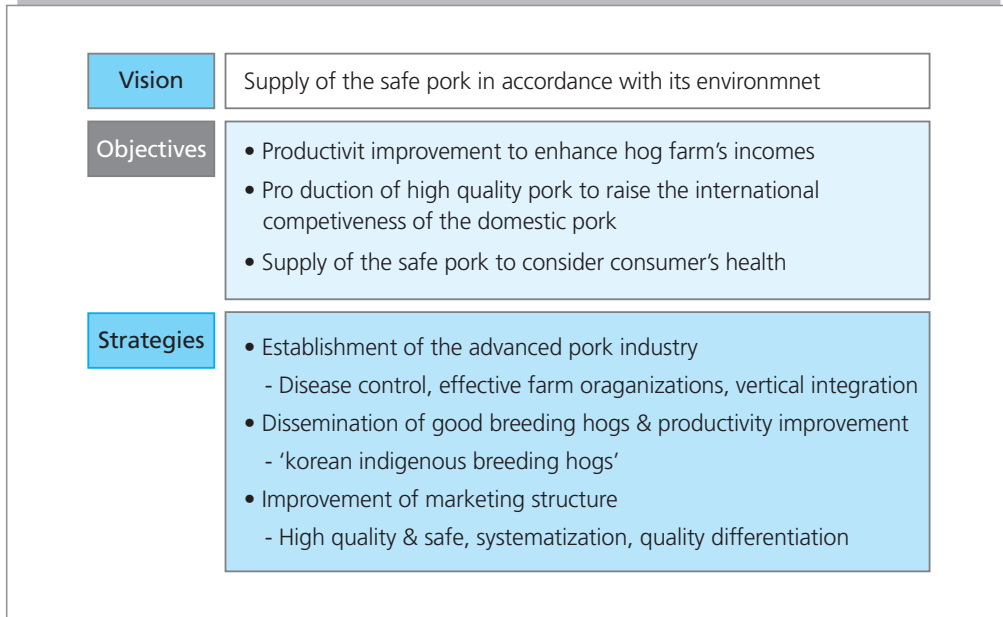 Vision
Supply of the safe pork in accordance with its environmnet
Objectives
• Productivit improvement to enhance hog farm's incomes
• Pro duction of high quality pork to raise the international
competiveness of the domestic pork
• Supply of the safe pork to consider consumer's health
Strategies
• Establishment of the advanced pork industry
- Disease control, effective farm oraganizations, vertical integration
• Dissemination of good breeding hogs & productivity improvement
- ‘korean indigenous breeding hogs’
• Improvement of marketing structure
- High quality & safe, systematization, quality differentiation